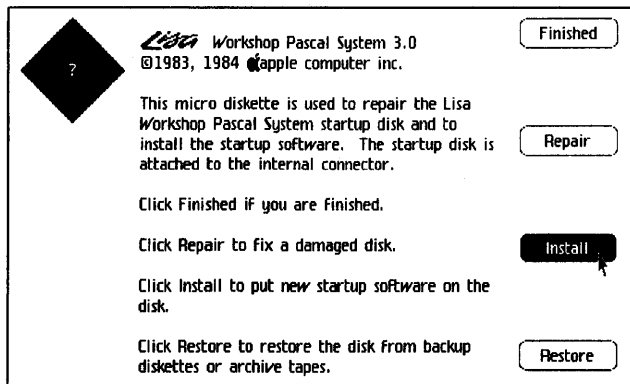 ?
Lisa Workshop Pascal System 3.0
©1983, 1984 apple computer inc.
Finished
This micro diskette is used to repair the Lisa
Workshop Pascal System startup disk and to
install the startup software. The startup disk is
attached to the internal connector.
Repair
Click Finished if you are finished.
Click Repair to fix a damaged disk.
Install
Click Install to put new startup software on the
disk.
Click Restore to restore the disk from backup
diskettes or archive tapes.
Restore